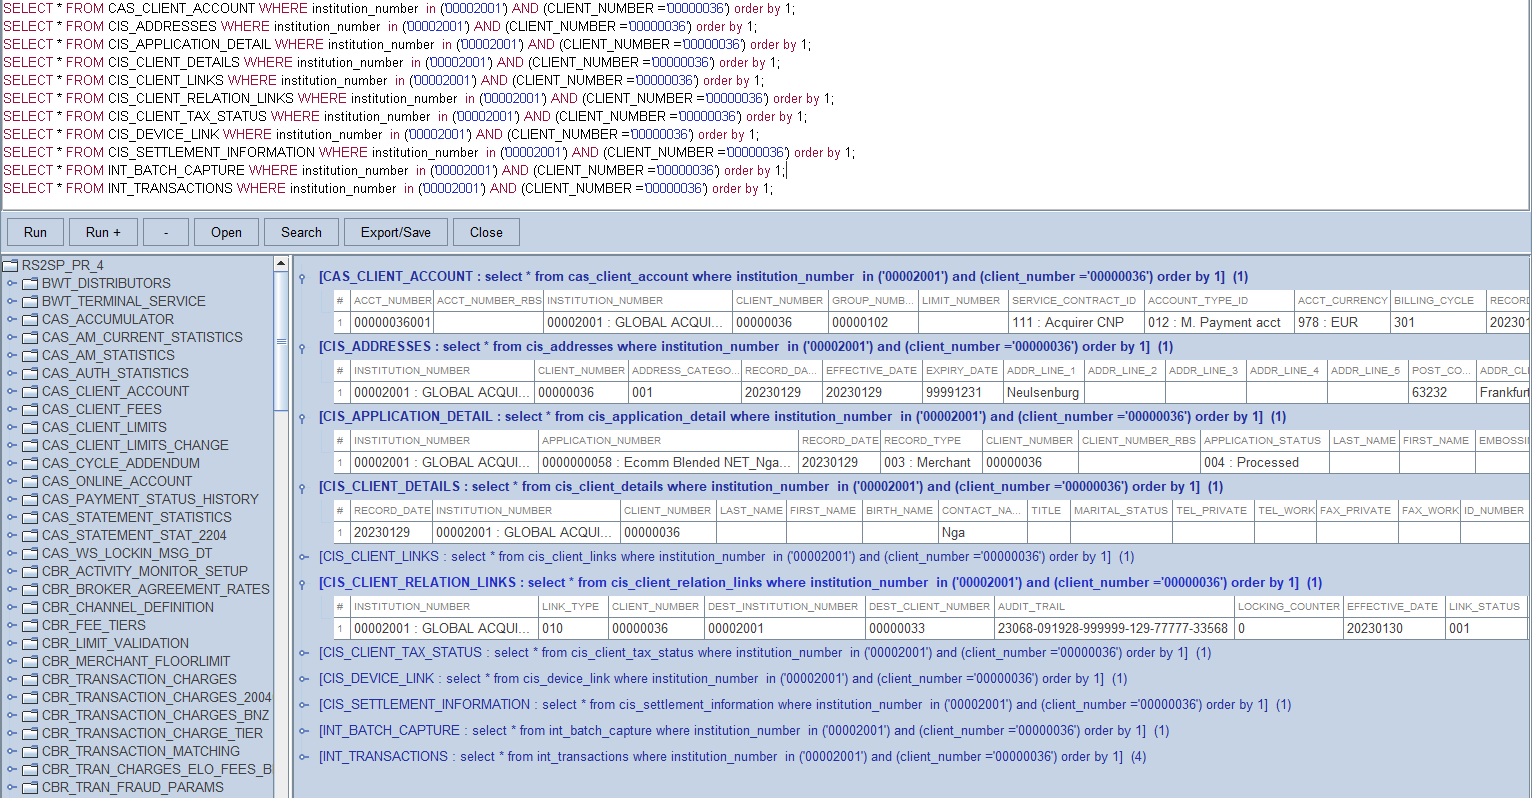 SELECT * FROM CAS_CLIENT_ACCOUNT WHERE institution_number  in ('00002001') AND (CLIENT_NUMBER ='00000036') order by 1;
SELECT * FROM CIS_ADDRESSES WHERE institution_number  in ('00002001') AND (CLIENT_NUMBER ='00000036') order by 1;
SELECT * FROM CIS_APPLICATION_DETAIL WHERE institution_number  in ('00002001') AND (CLIENT_NUMBER ='00000036') order by 1;
SELECT * FROM CIS_CLIENT_DETAILS WHERE institution_number  in ('00002001') AND (CLIENT_NUMBER ='00000036') order by 1;
SELECT * FROM CIS_CLIENT_LINKS WHERE institution_number  in ('00002001') AND (CLIENT_NUMBER ='00000036') order by 1;
SELECT * FROM CIS_CLIENT_RELATION_LINKS WHERE institution_number  in ('00002001') AND (CLIENT_NUMBER ='00000036') order by 1;
SELECT * FROM CIS_CLIENT_TAX_STATUS WHERE institution_number  in ('00002001') AND (CLIENT_NUMBER ='00000036') order by 1;
SELECT * FROM CIS_DEVICE_LINK WHERE institution_number  in ('00002001') AND (CLIENT_NUMBER ='00000036') order by 1;
SELECT * FROM CIS_SETTLEMENT_INFORMATION WHERE institution_number  in ('00002001') AND (CLIENT_NUMBER ='00000036') order by 1;
SELECT * FROM INT_BATCH_CAPTURE WHERE institution_number  in ('00002001') AND (CLIENT_NUMBER ='00000036') order by 1;
SELECT * FROM INT_TRANSACTIONS WHERE institution_number  in ('00002001') AND (CLIENT_NUMBER ='00000036') order by 1;
Run Run + - Open Search Export/Save Close
RS2SP_PR_4
BWT_DISTRIBUTORS
BWT_TERMINAL_SERVICE
CAS_ACCUMULATOR
CAS_AM_CURRENT_STATISTICS
CAS_AM_STATISTICS
CAS_AUTH_STATISTICS
CAS_CLIENT_ACCOUNT
CAS_CLIENT_FEES
CAS_CLIENT_LIMITS
CAS_CLIENT_LIMITS_CHANGE
CAS_CYCLE_ADDENDUM
CAS_ONLINE_ACCOUNT
CAS_PAYMENT_STATUS_HISTORY
CAS_STATEMENT_STATISTICS
CAS_STATEMENT_STAT_2204
CAS_WS_LOCKIN_MSG_DT
CBR_ACTIVITY_MONITOR_SETUP
CBR_BROKER_AGREEMENT_RATES
CBR_CHANNEL_DEFINITION
CBR_FEE_TIERS
CBR_LIMIT_VALIDATION
CBR_MERCHANT_FLOORLIMIT
CBR_TRANSACTION_CHARGES
CBR_TRANSACTION_CHARGES_2004
CBR_TRANSACTION_CHARGES_BNZ
CBR_TRANSACTION_CHARGE_TIER
CBR_TRANSACTION_MATCHING
CBR_TRAN_CHARGES_ELO_FEES_B
CBR_TRAN_FRAUD_PARAMS
[CAS_CLIENT_ACCOUNT : select * from cas_client_account where institution_number  in ('00002001') and (client_number ='00000036') order by 1]  (1)
# ACCT_NUMBER ACCT_NUMBER_RBS INSTITUTION_NUMBER CLIENT_NUMBER GROUP_NUMB... LIMIT_NUMBER SERVICE_CONTRACT_ID ACCOUNT_TYPE_ID ACCT_CURRENCY BILLING_CYCLE RECORD
1 00000036001 00002001 : GLOBAL ACQUI... 00000036 00000102 111 : Acquirer CNP 012 : M. Payment acct 978 : EUR 301 202301
[CIS_ADDRESSES : select * from cis_addresses where institution_number  in ('00002001') and (client_number ='00000036') order by 1]  (1)
# INSTITUTION_NUMBER CLIENT_NUMBER ADDRESS_CATEGO... RECORD_DA... EFFECTIVE_DATE EXPIRY_DATE ADDR_LINE_1 ADDR_LINE_2 ADDR_LINE_3 ADDR_LINE_4 ADDR_LINE_5 POST_CO... ADDR_CL
1 00002001 : GLOBAL ACQUI... 00000036 001 20230129 20230129 99991231 Neulsenburg 63232 Frankfurt
[CIS_APPLICATION_DETAIL : select * from cis_application_detail where institution_number  in ('00002001') and (client_number ='00000036') order by 1]  (1)
# INSTITUTION_NUMBER APPLICATION_NUMBER RECORD_DATE RECORD_TYPE CLIENT_NUMBER CLIENT_NUMBER_RBS APPLICATION_STATUS LAST_NAME FIRST_NAME EMBOSSI
1 00002001 : GLOBAL ACQUI... 0000000058 : Ecomm Blended NET_Nga... 20230129 003 : Merchant 00000036 004 : Processed
[CIS_CLIENT_DETAILS : select * from cis_client_details where institution_number  in ('00002001') and (client_number ='00000036') order by 1]  (1)
# RECORD_DATE INSTITUTION_NUMBER CLIENT_NUMBER LAST_NAME FIRST_NAME BIRTH_NAME CONTACT_NA... TITLE MARITAL_STATUS TEL_PRIVATE TEL_WORK FAX_PRIVATE FAX_WORK ID_NUMBER
1 20230129 00002001 : GLOBAL ACQUI... 00000036 Nga
[CIS_CLIENT_LINKS : select * from cis_client_links where institution_number  in ('00002001') and (client_number ='00000036') order by 1]  (1)
[CIS_CLIENT_RELATION_LINKS : select * from cis_client_relation_links where institution_number  in ('00002001') and (client_number ='00000036') order by 1]  (1)
# INSTITUTION_NUMBER LINK_TYPE CLIENT_NUMBER DEST_INSTITUTION_NUMBER DEST_CLIENT_NUMBER AUDIT_TRAIL LOCKING_COUNTER EFFECTIVE_DATE LINK_STATUS
1 00002001 : GLOBAL ACQUI... 010 00000036 00002001 00000033 23068-091928-999999-129-77777-33568 0 20230130 001
[CIS_CLIENT_TAX_STATUS : select * from cis_client_tax_status where institution_number  in ('00002001') and (client_number ='00000036') order by 1]  (1)
[CIS_DEVICE_LINK : select * from cis_device_link where institution_number  in ('00002001') and (client_number ='00000036') order by 1]  (1)
[CIS_SETTLEMENT_INFORMATION : select * from cis_settlement_information where institution_number  in ('00002001') and (client_number ='00000036') order by 1]  (1)
[INT_BATCH_CAPTURE : select * from int_batch_capture where institution_number  in ('00002001') and (client_number ='00000036') order by 1]  (1)
[INT_TRANSACTIONS : select * from int_transactions where institution_number  in ('00002001') and (client_number ='00000036') order by 1]  (4)